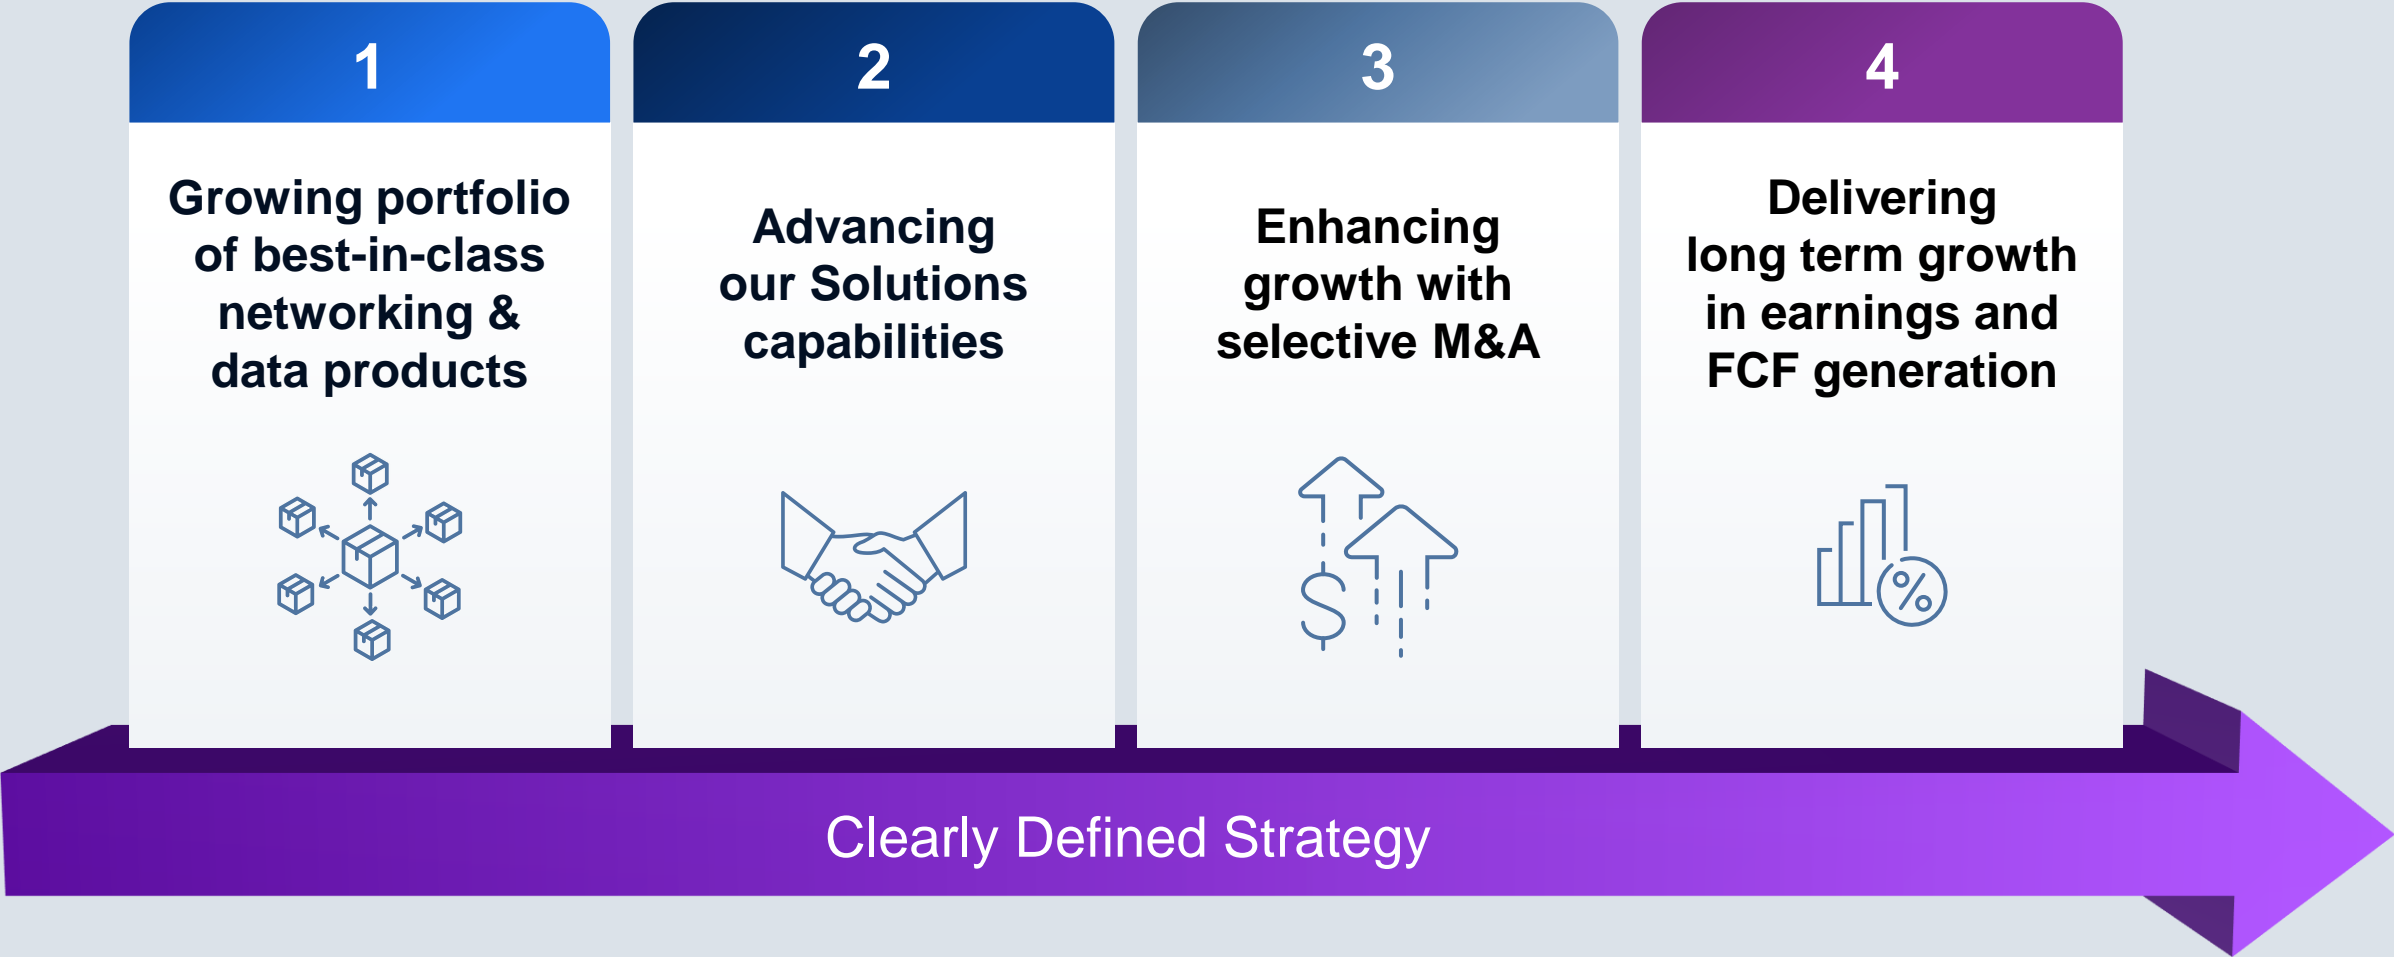 1
Growing portfolio
of best-in-class
networking &
data products
2
Advancing
our Solutions
capabilities
3
Enhancing
growth with
selective M&A
4
Delivering
long term growth
in earnings and
FCF generation
Clearly Defined Strategy